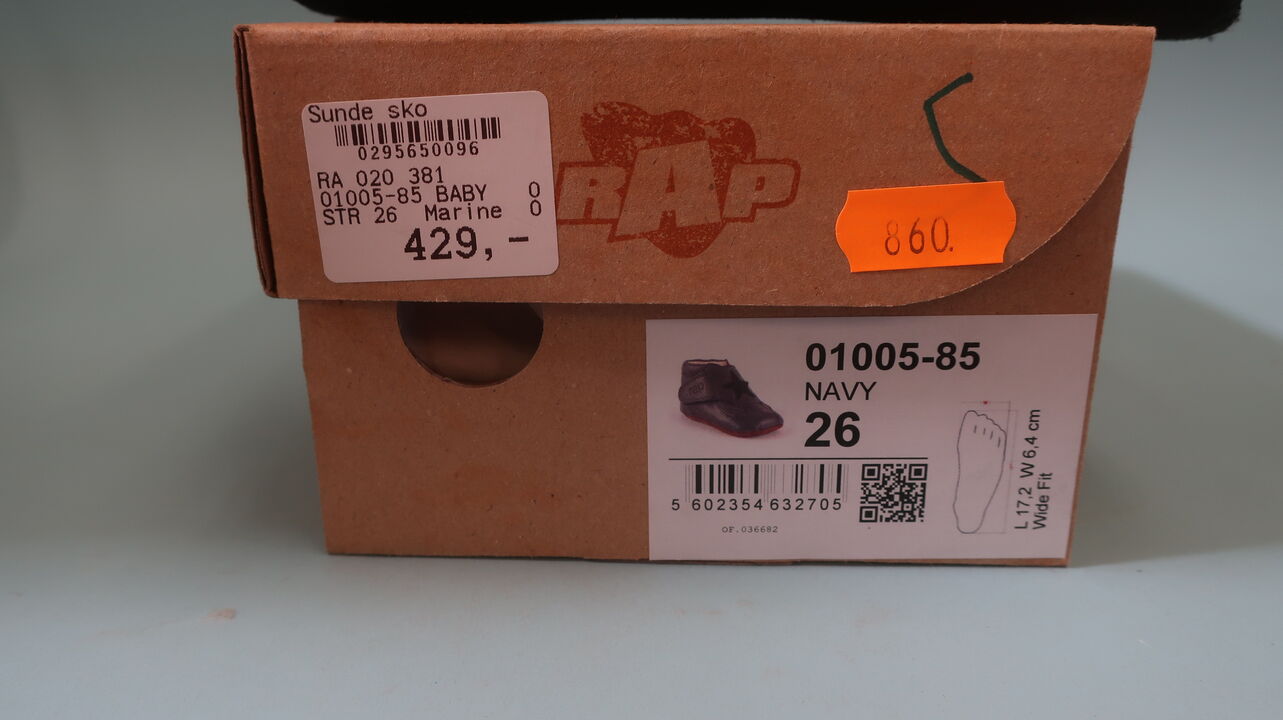 Sunde sko
0295650096
RA 020 381
01005-85 BABY 0
STR 26 Marine 0
429,-
RAP
860.
01005-85
NAVY
26
5 602354 632705
OF.036682
L 17,2 W 6,4 cm
Wide Fit